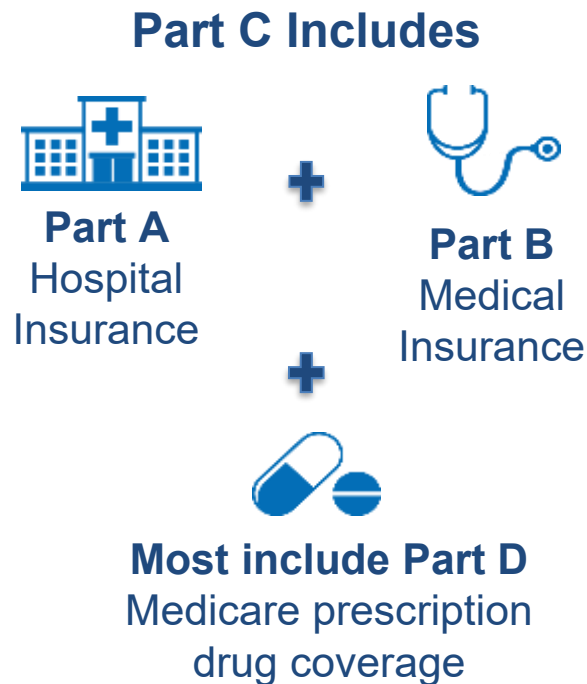 Part C Includes
Part A
Hospital
Insurance
Part B
Medical
Insurance
Most include Part D
Medicare prescription
drug coverage